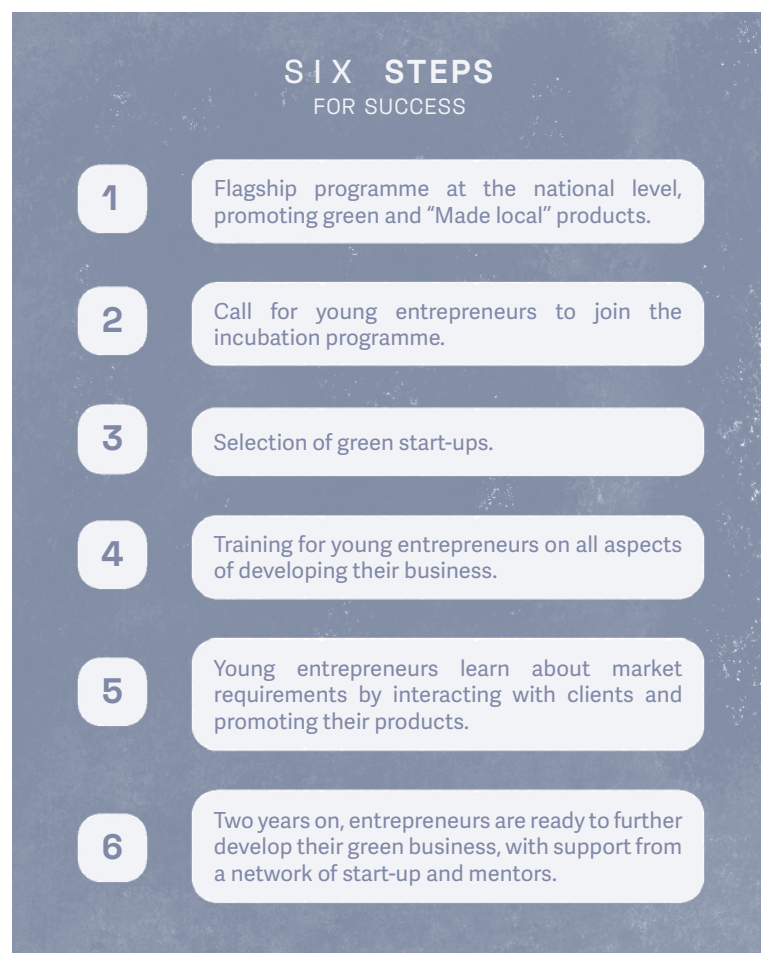 SIX STEPS
FOR SUCCESS
1
Flagship programme at the national level,
promoting green and “Made local” products.
2
Call for young entrepreneurs to join the
incubation programme.
3
Selection of green start-ups.
4
Training for young entrepreneurs on all aspects
of developing their business.
5
Young entrepreneurs learn about market
requirements by interacting with clients and
promoting their products.
6
Two years on, entrepreneurs are ready to further
develop their green business, with support from
a network of start-up and mentors.